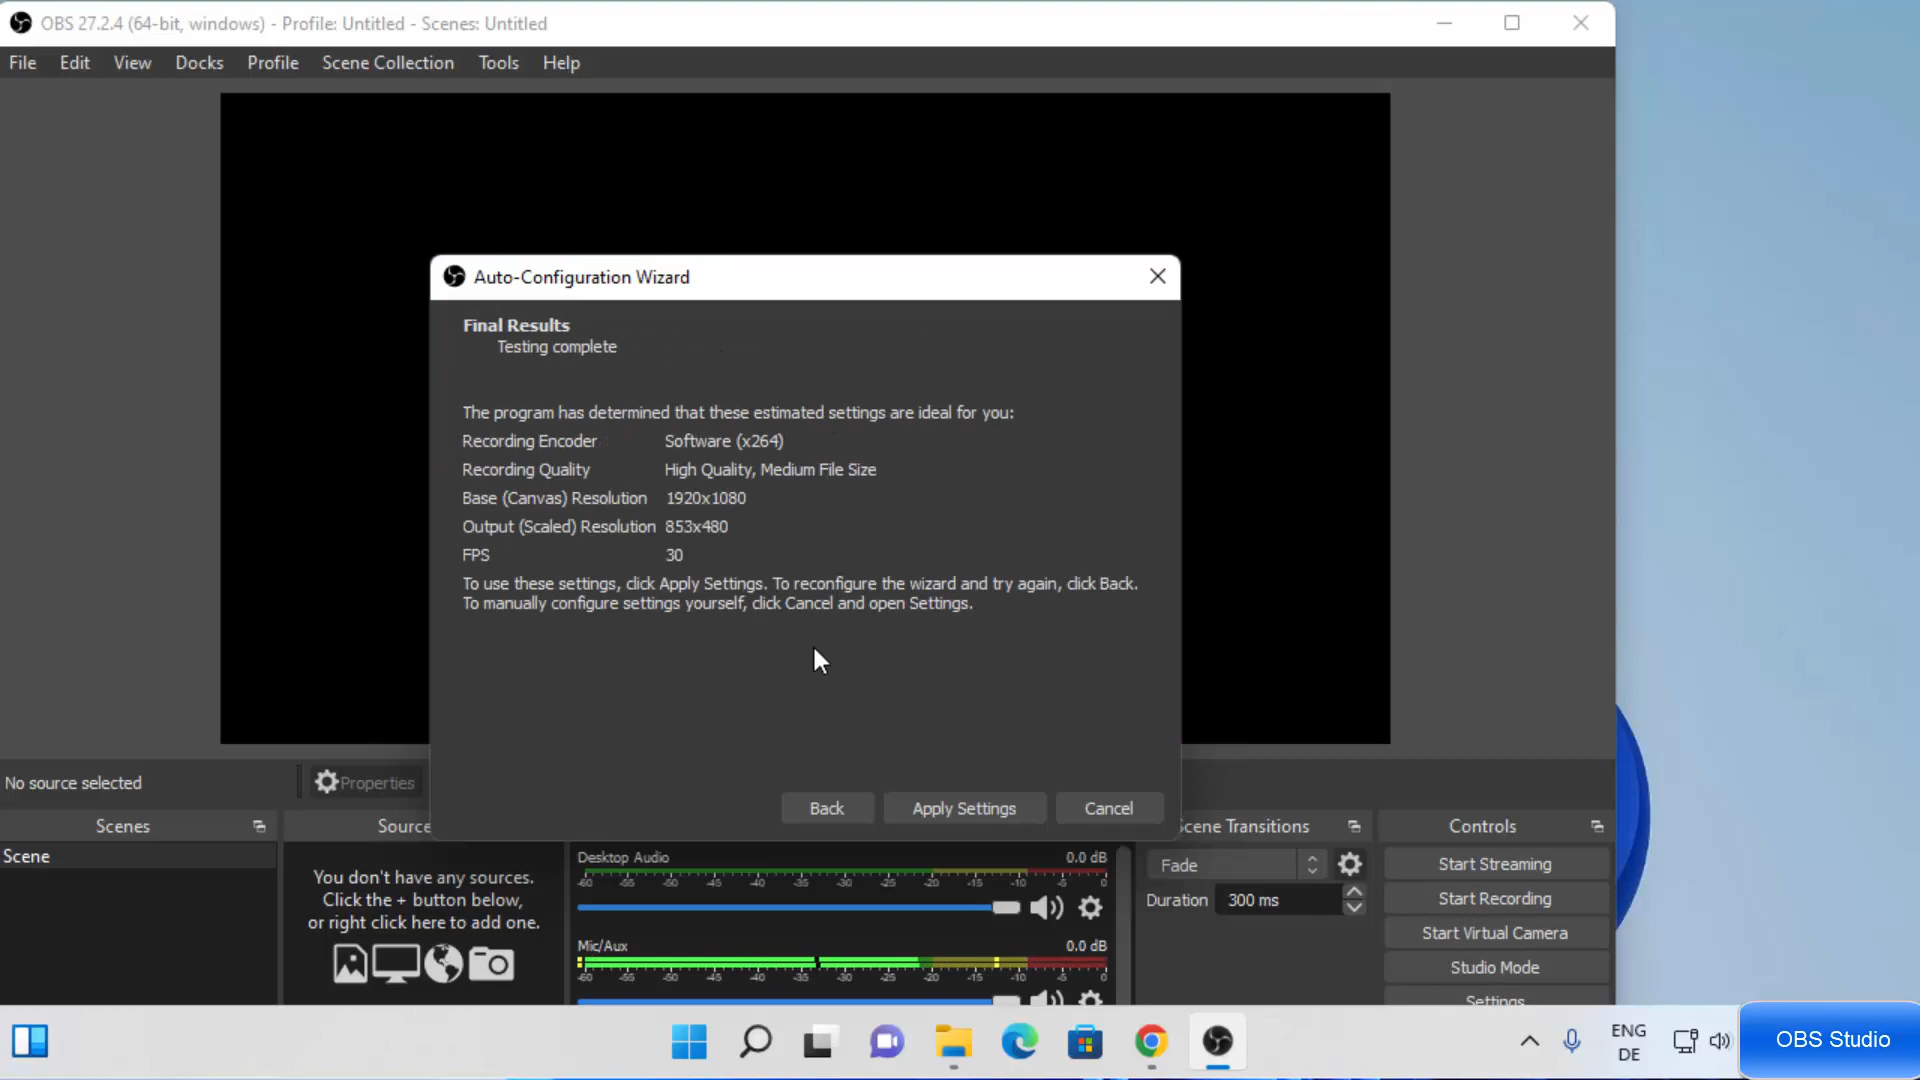 OBS 27.2.4 (64-bit, windows) - Profile: Untitled - Scenes: Untitled
File Edit View Docks Profile Scene Collection Tools Help
Auto-Configuration Wizard
Final Results
Testing complete
The program has determined that these estimated settings are ideal for you:
Recording Encoder Software (x264)
Recording Quality High Quality, Medium File Size
Base (Canvas) Resolution 1920x1080
Output (Scaled) Resolution 853x480
FPS 30
To use these settings, click Apply Settings. To reconfigure the wizard and try again, click Back.
To manually configure settings yourself, click Cancel and open Settings.
Back Apply Settings Cancel
No source selected Properties
Scenes Source Scene Transitions Controls
Scene
You don't have any sources.
Click the + button below,
or right click here to add one.
Desktop Audio 0.0 dB
-60 -55 -50 -45 -40 -35 -30 -25 -20 -15 -10 -5 0
Mic/Aux 0.0 dB
-60 -55 -50 -45 -40 -35 -30 -25 -20 -15 -10 -5 0
Fade
Duration 300 ms
Start Streaming
Start Recording
Start Virtual Camera
Studio Mode
Settings
ENG
DE
OBS Studio